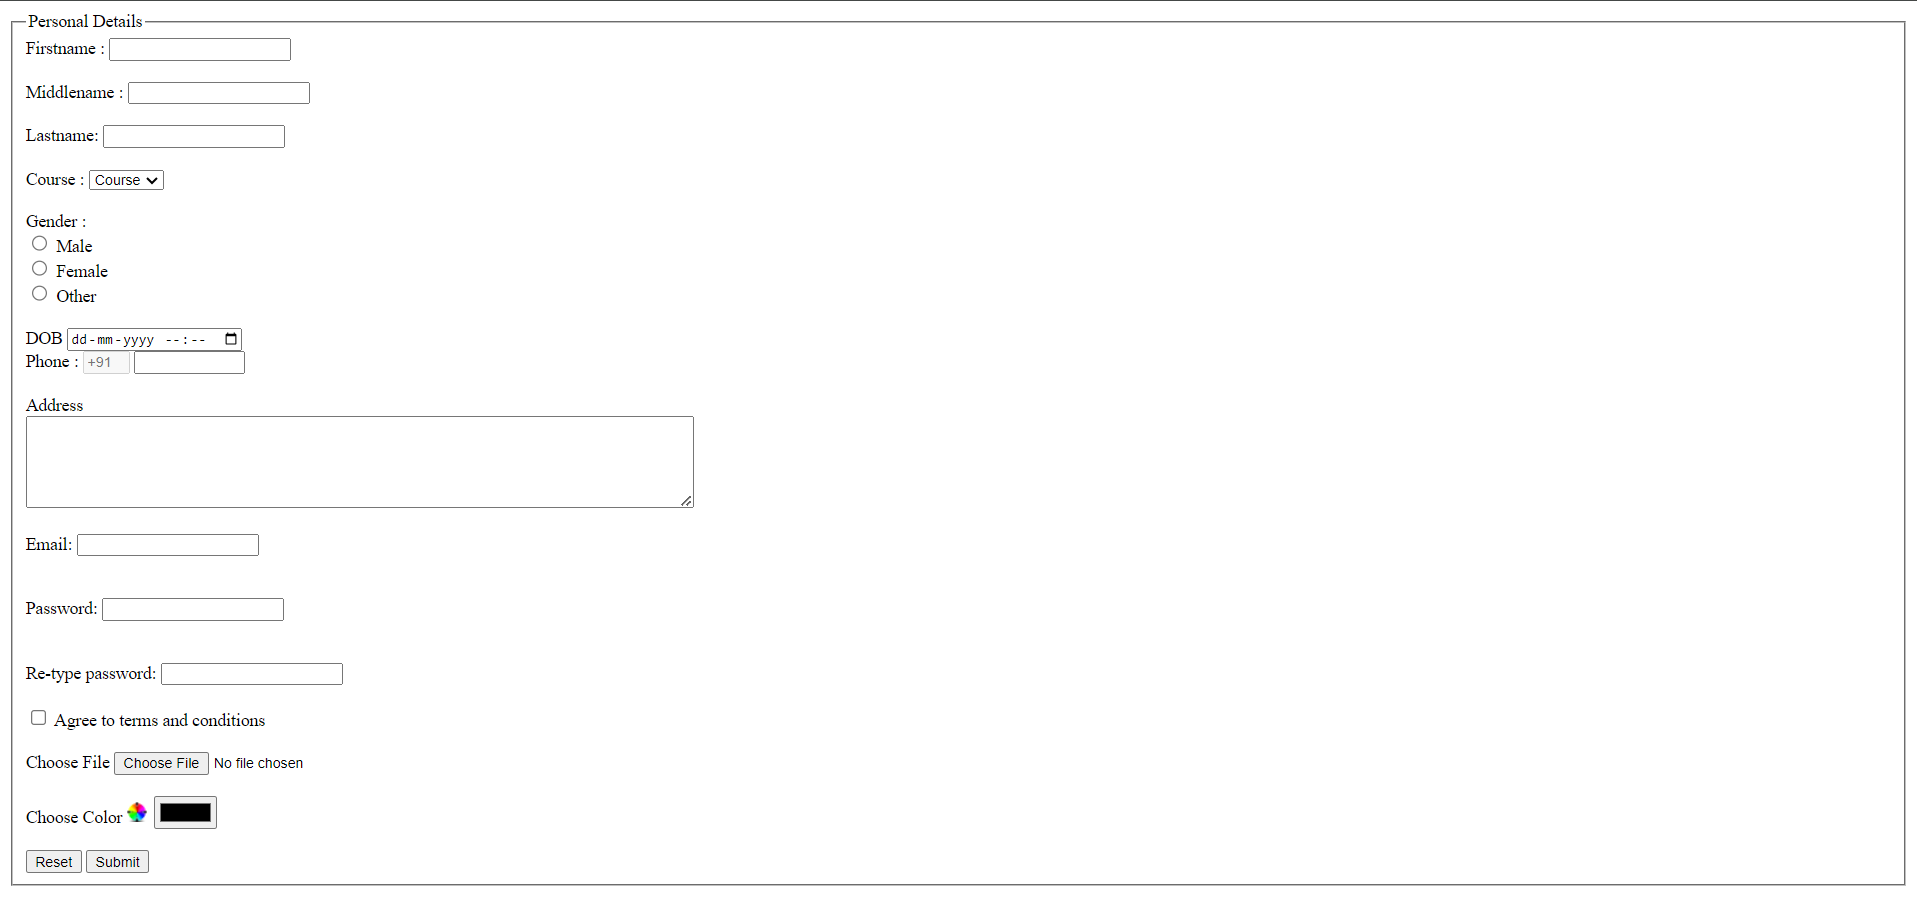 Personal Details
Firstname :
Middlename :
Lastname:
Course : Course
Gender :
Male
Female
Other
DOB dd-mm-yyyy --:--
Phone : +91
Address
Email:
Password:
Re-type password:
Agree to terms and conditions
Choose File Choose File No file chosen
Choose Color
Reset Submit